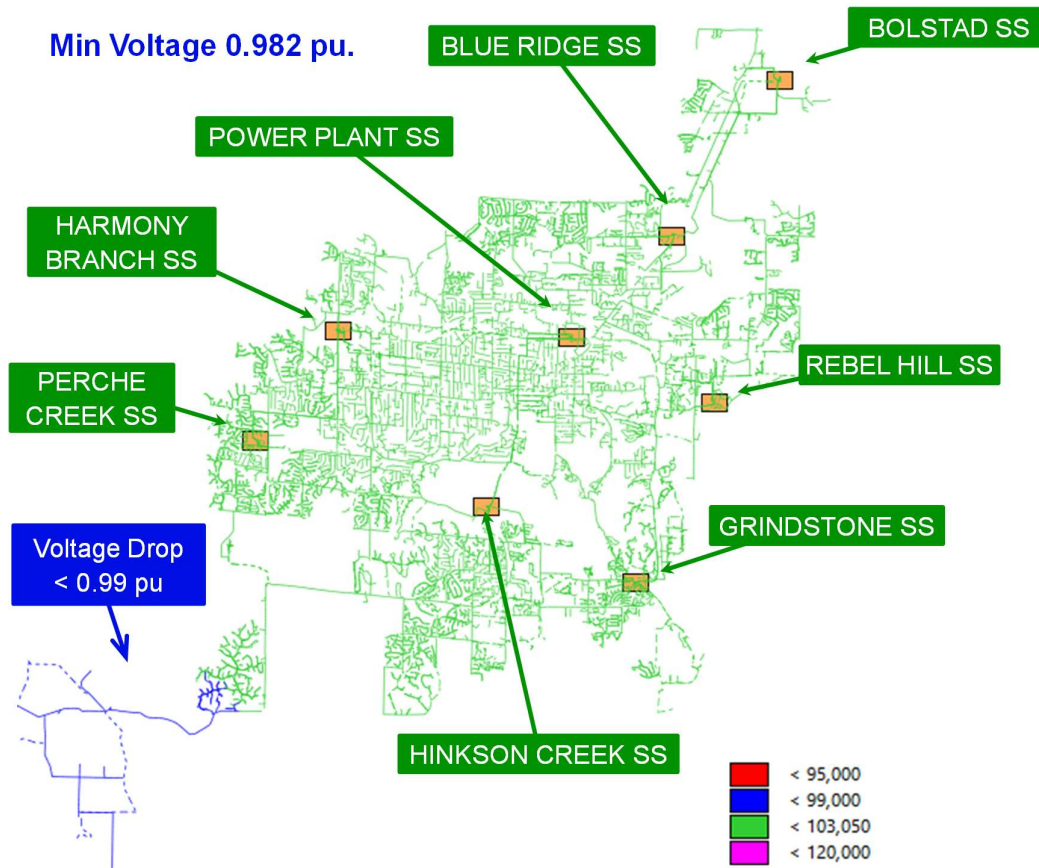 Min Voltage 0.982 pu.
BLUE RIDGE SS
BOLSTAD SS
POWER PLANT SS
HARMONY
BRANCH SS
PERCHE
CREEK SS
REBEL HILL SS
GRINDSTONE SS
Voltage Drop
< 0.99 pu
HINKSON CREEK SS
< 95,000
< 99,000
< 103,050
< 120,000